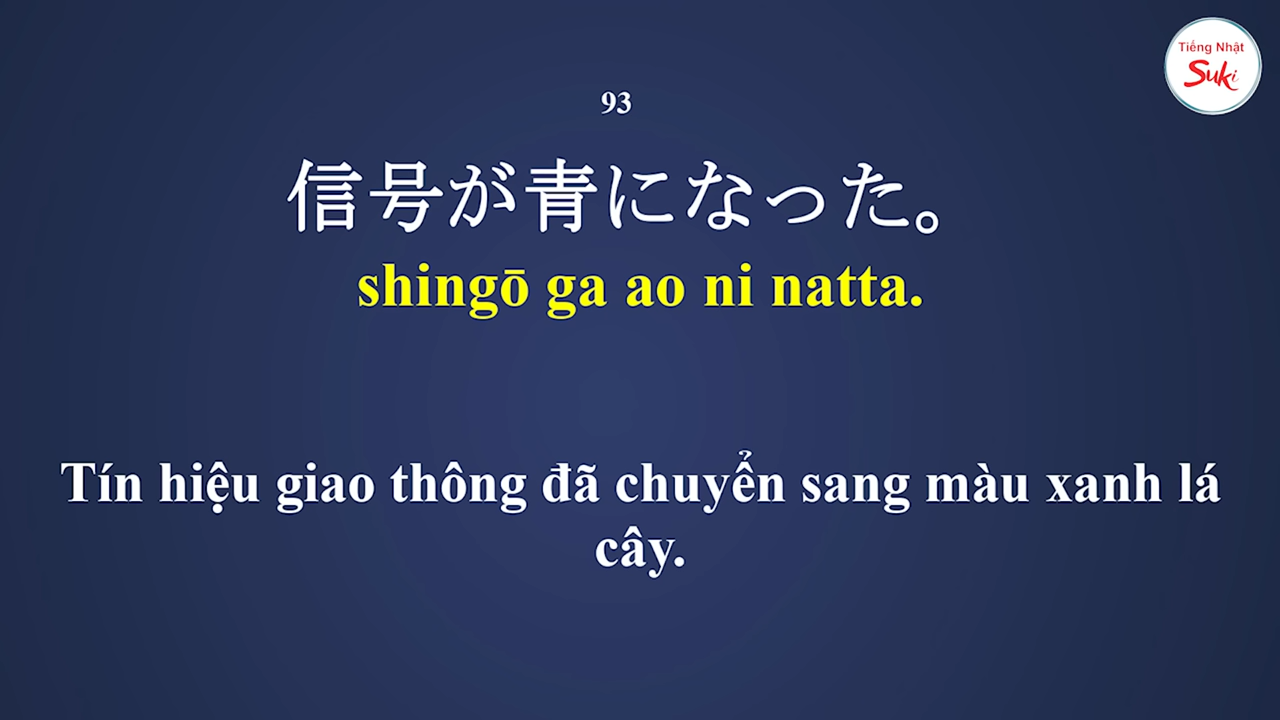 Tiếng Nhật
Suki
93
信号が青になった。
shingō ga ao ni natta.
Tín hiệu giao thông đã chuyển sang màu xanh lá
cây.